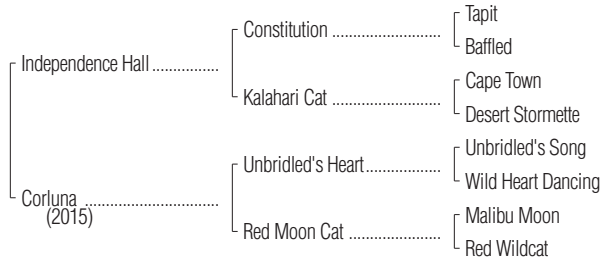 Tapit
Constitution ........................
Baffled
Independence Hall ...............
Cape Town
Kalahari Cat ........................
Desert Stormette
Unbridled's Song
Unbridled's Heart.................
Wild Heart Dancing
Corluna ..............................
(2015)
Malibu Moon
Red Moon Cat .....................
Red Wildcat